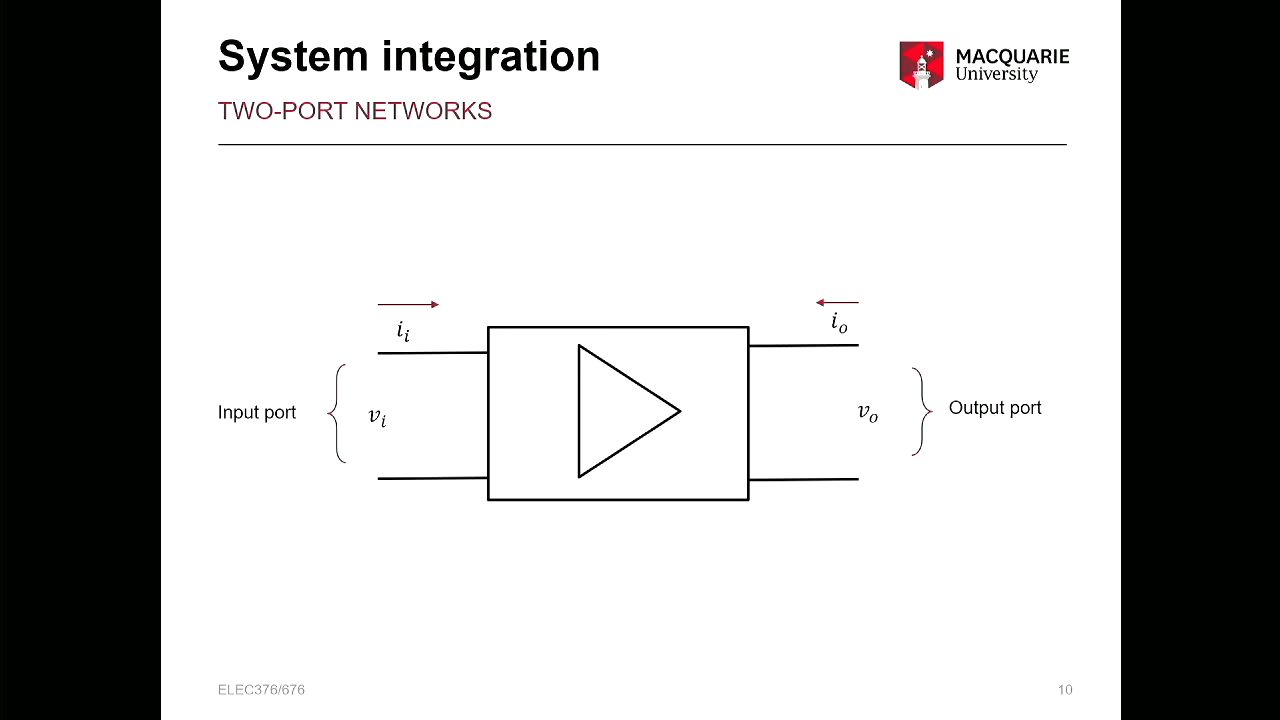 System integration
MACQUARIE
University
TWO-PORT NETWORKS
i_i
i_o
Input port
v_i
v_o
Output port
ELEC376/676
10